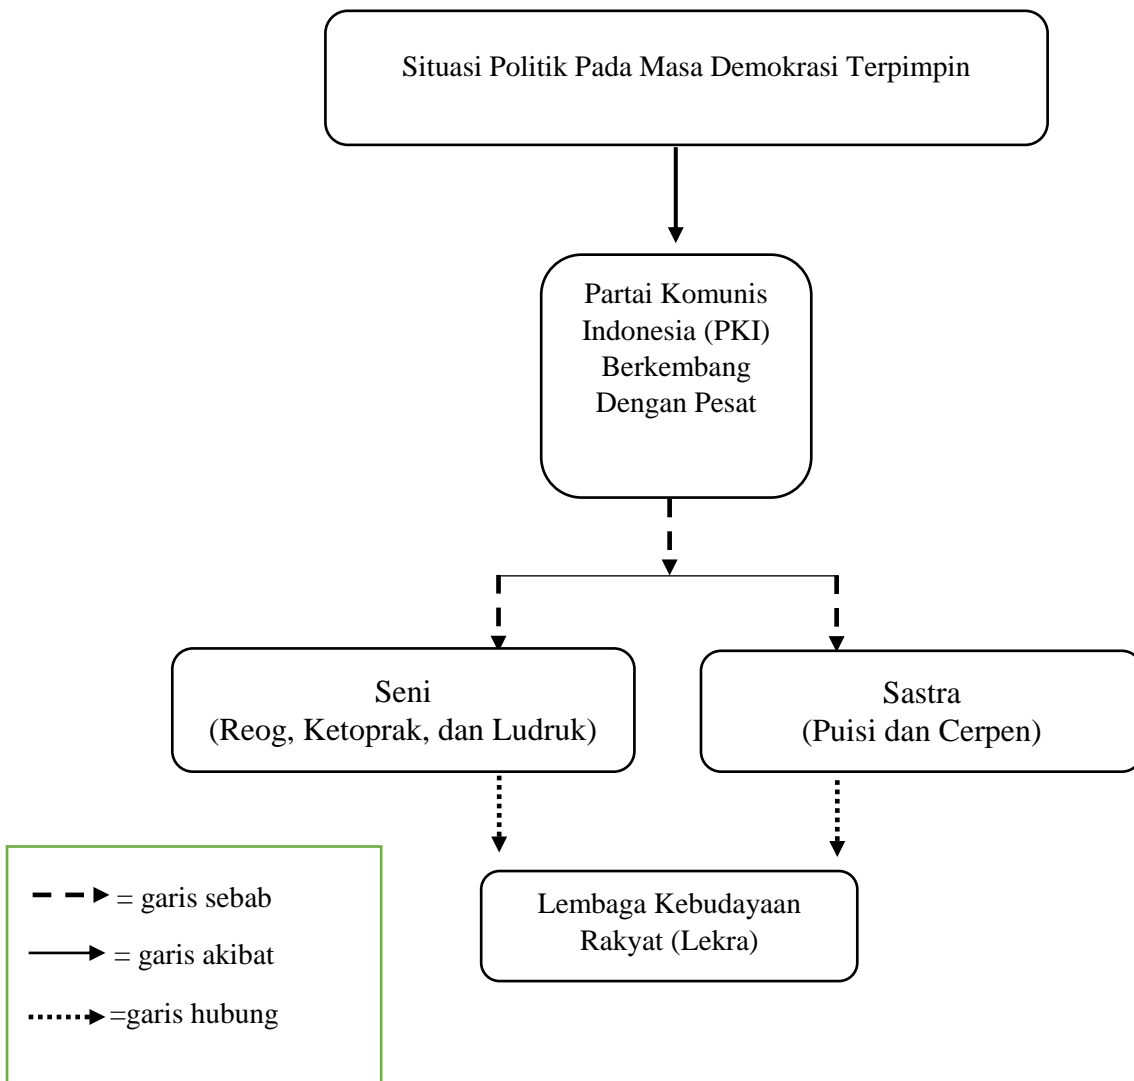 Situasi Politik Pada Masa Demokrasi Terpimpin
Partai Komunis
Indonesia (PKI)
Berkembang
Dengan Pesat
Seni
(Reog, Ketoprak, dan Ludruk)
Sastra
(Puisi dan Cerpen)
Lembaga Kebudayaan
Rakyat (Lekra)
= garis sebab
= garis akibat
=garis hubung